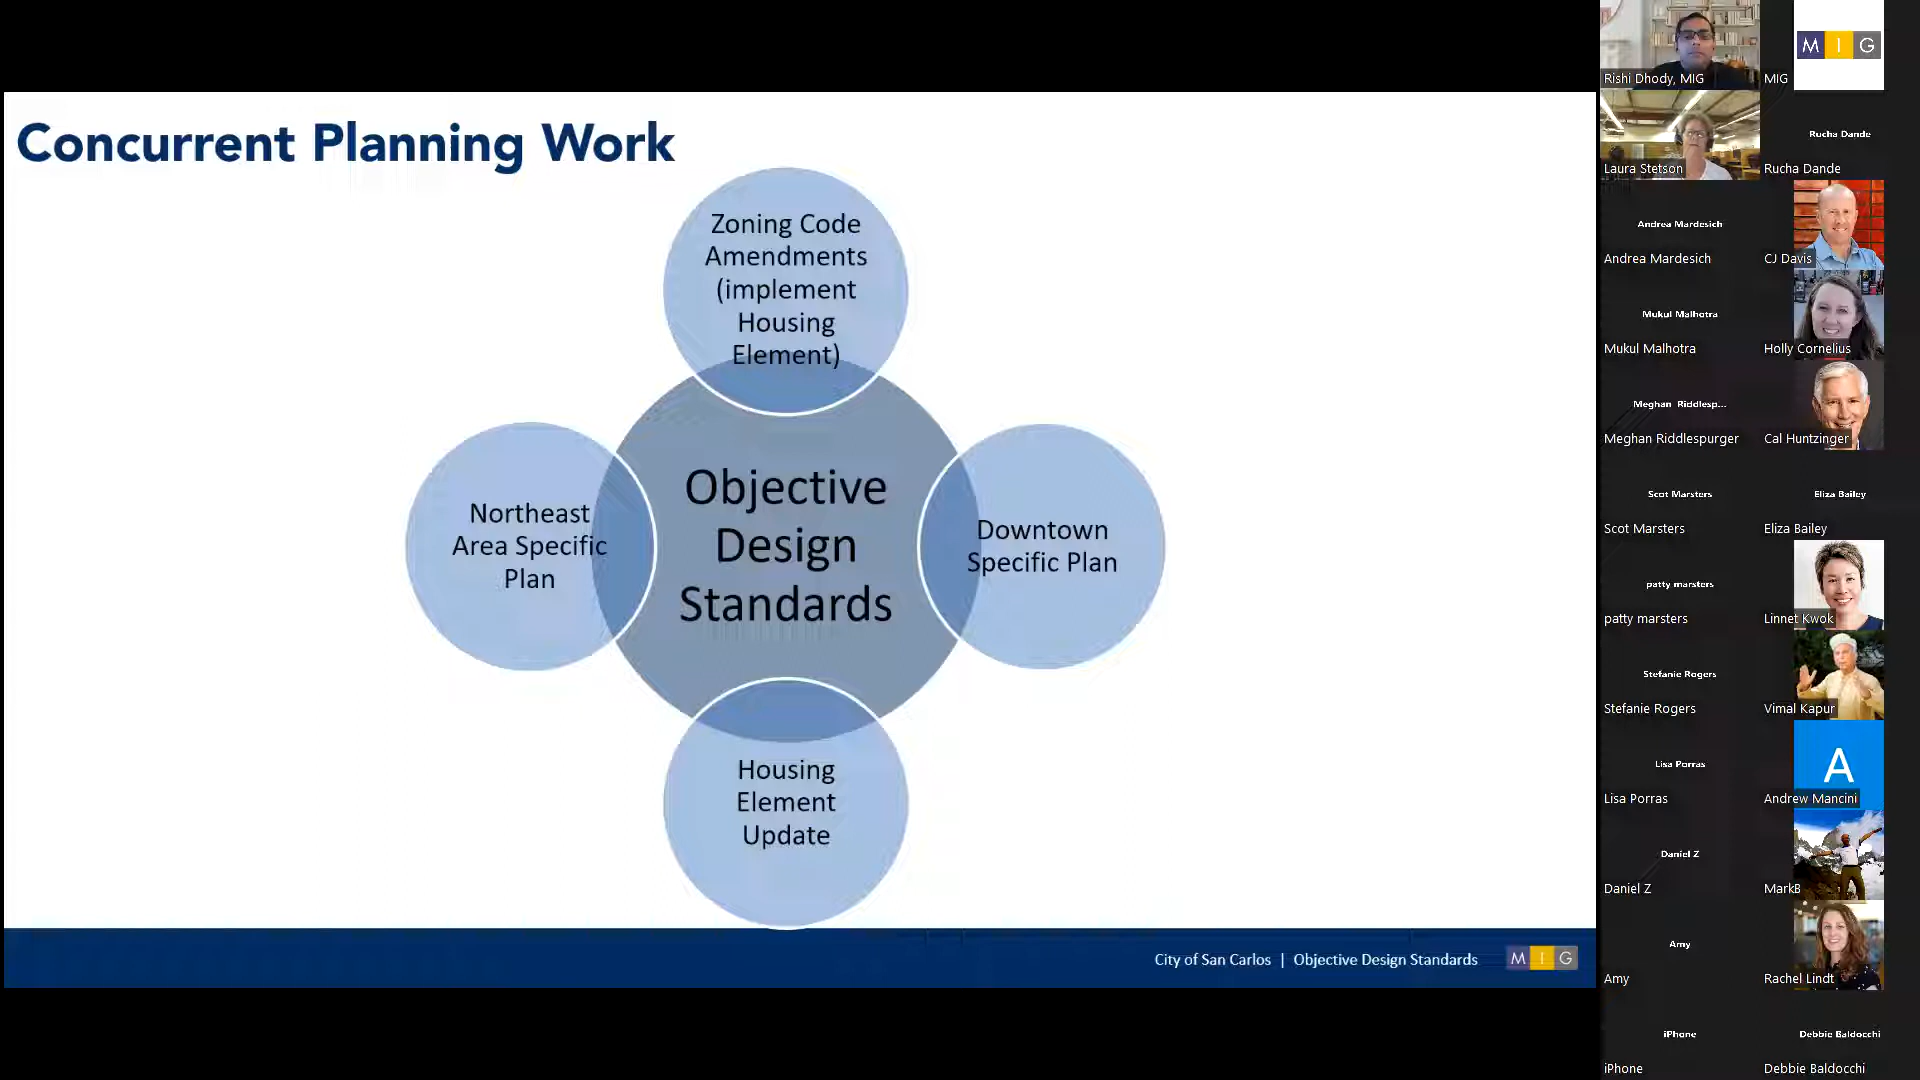 Concurrent Planning Work
Zoning Code
Amendments
(implement
Housing
Element)
Northeast
Area Specific
Plan
Objective
Design
Standards
Downtown
Specific Plan
Housing
Element
Update
City of San Carlos | Objective Design Standards
M I G
Rishi Dhody, MIG
M I G
MIG
Laura Stetson
Rucha Dande
Rucha Dande
Andrea Mardesich
Andrea Mardesich
CJ Davis
Mukul Malhotra
Mukul Malhotra
Holly Cornelius
Meghan Riddlesp...
Meghan Riddlespurger
Cal Huntzinger
Scot Marsters
Scot Marsters
Eliza Bailey
Eliza Bailey
patty marsters
patty marsters
Linnet Kwok
Stefanie Rogers
Stefanie Rogers
Vimal Kapur
Lisa Porras
Lisa Porras
A
Andrew Mancini
Daniel Z
Daniel Z
MarkB
Amy
Amy
Rachel Lindt
iPhone
iPhone
Debbie Baldocchi
Debbie Baldocchi